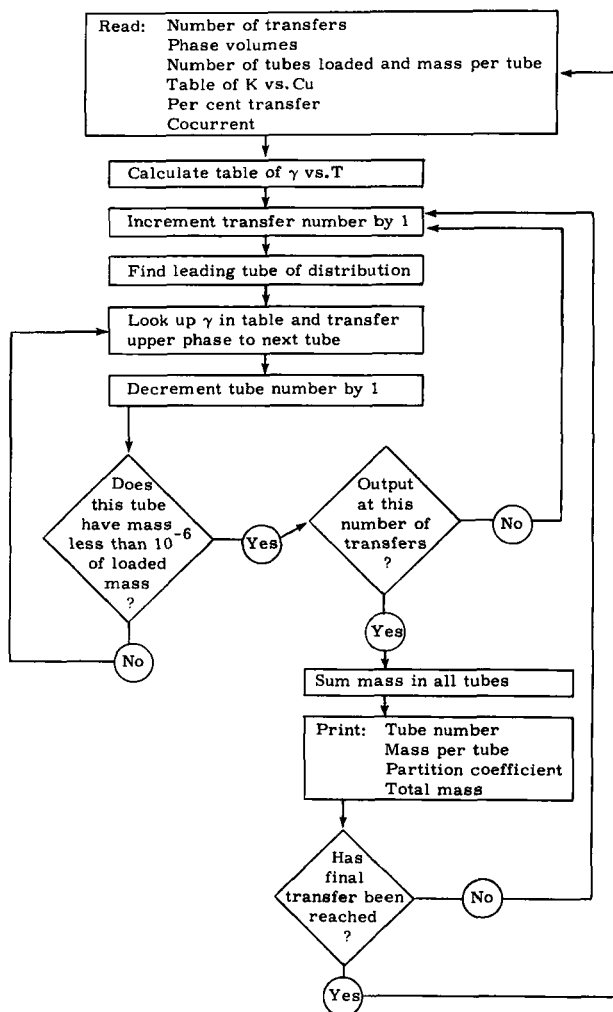 Read: Number of transfers
Phase volumes
Number of tubes loaded and mass per tube
Table of K vs. Cu
Per cent transfer
Cocurrent
Calculate table of γ vs. T
Increment transfer number by 1
Find leading tube of distribution
Look up γ in table and transfer
upper phase to next tube
Decrement tube number by 1
Does
this tube
have mass
less than 10⁻⁶
of loaded
mass
?
Yes
No
Output
at this
number of
transfers
?
No
Yes
Sum mass in all tubes
Print: Tube number
Mass per tube
Partition coefficient
Total mass
Has
final
transfer been
reached
?
No
Yes